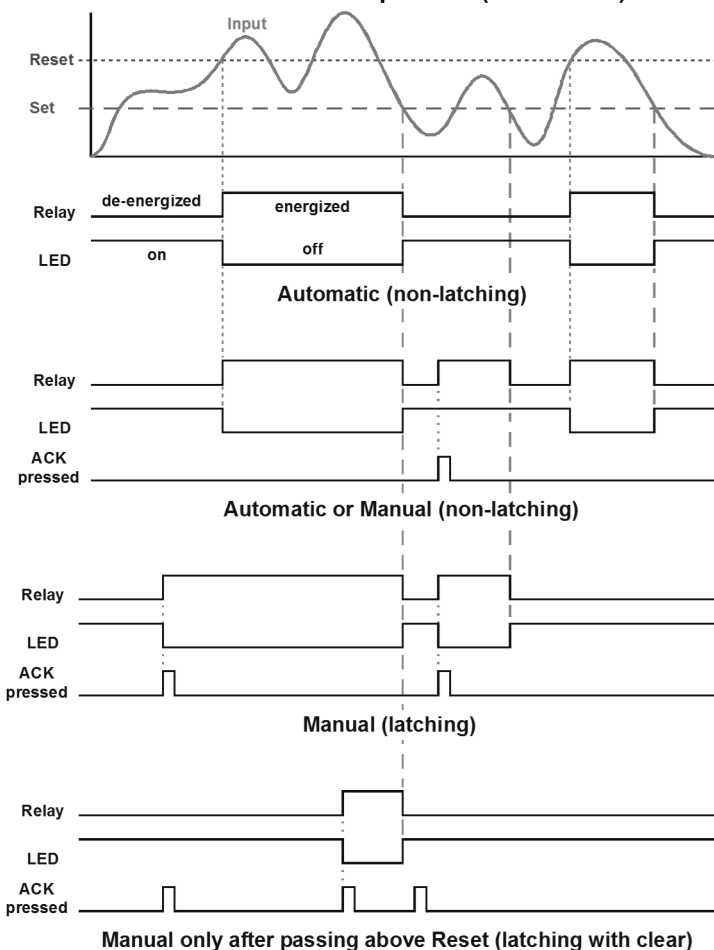 Input
Reset
Set
Relay
de-energized
energized
LED
on
off
Automatic (non-latching)
Relay
LED
ACK
pressed
Automatic or Manual (non-latching)
Relay
LED
ACK
pressed
Manual (latching)
Relay
LED
ACK
pressed
Manual only after passing above Reset (latching with clear)